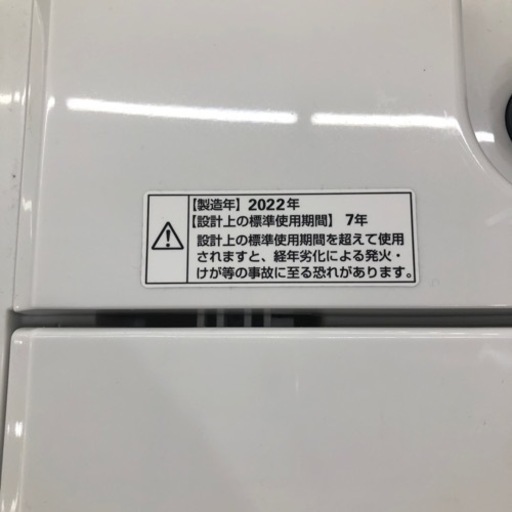 【製造年】2022年
【設計上の標準使用期間】7年
設計上の標準使用期間を超えて使用
されますと、経年劣化による発火・
けが等の事故に至る恐れがあります。